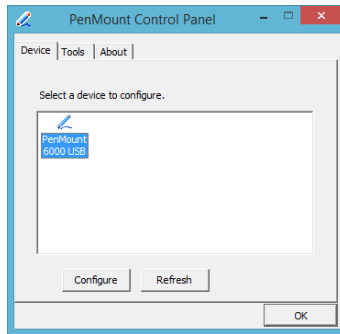 PenMount Control Panel
Device Tools About
Select a device to configure.
PenMount
6000 USB
Configure Refresh
OK